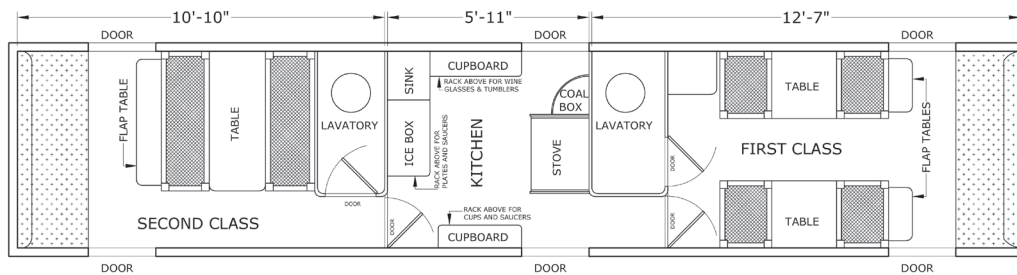 10'-10"
5'-11"
12'-7"
DOOR
DOOR
DOOR
FLAP TABLE
TABLE
LAVATORY
DOOR
SECOND CLASS
SINK
CUPBOARD
RACK ABOVE FOR WINE
GLASSES & TUMBLERS
ICE BOX
RACK ABOVE FOR
PLATES AND SAUCERS
KITCHEN
COAL
BOX
STOVE
RACK ABOVE FOR
CUPS AND SAUCERS
CUPBOARD
DOOR
LAVATORY
DOOR
DOOR
FIRST CLASS
TABLE
TABLE
FLAP TABLES
DOOR
DOOR
DOOR